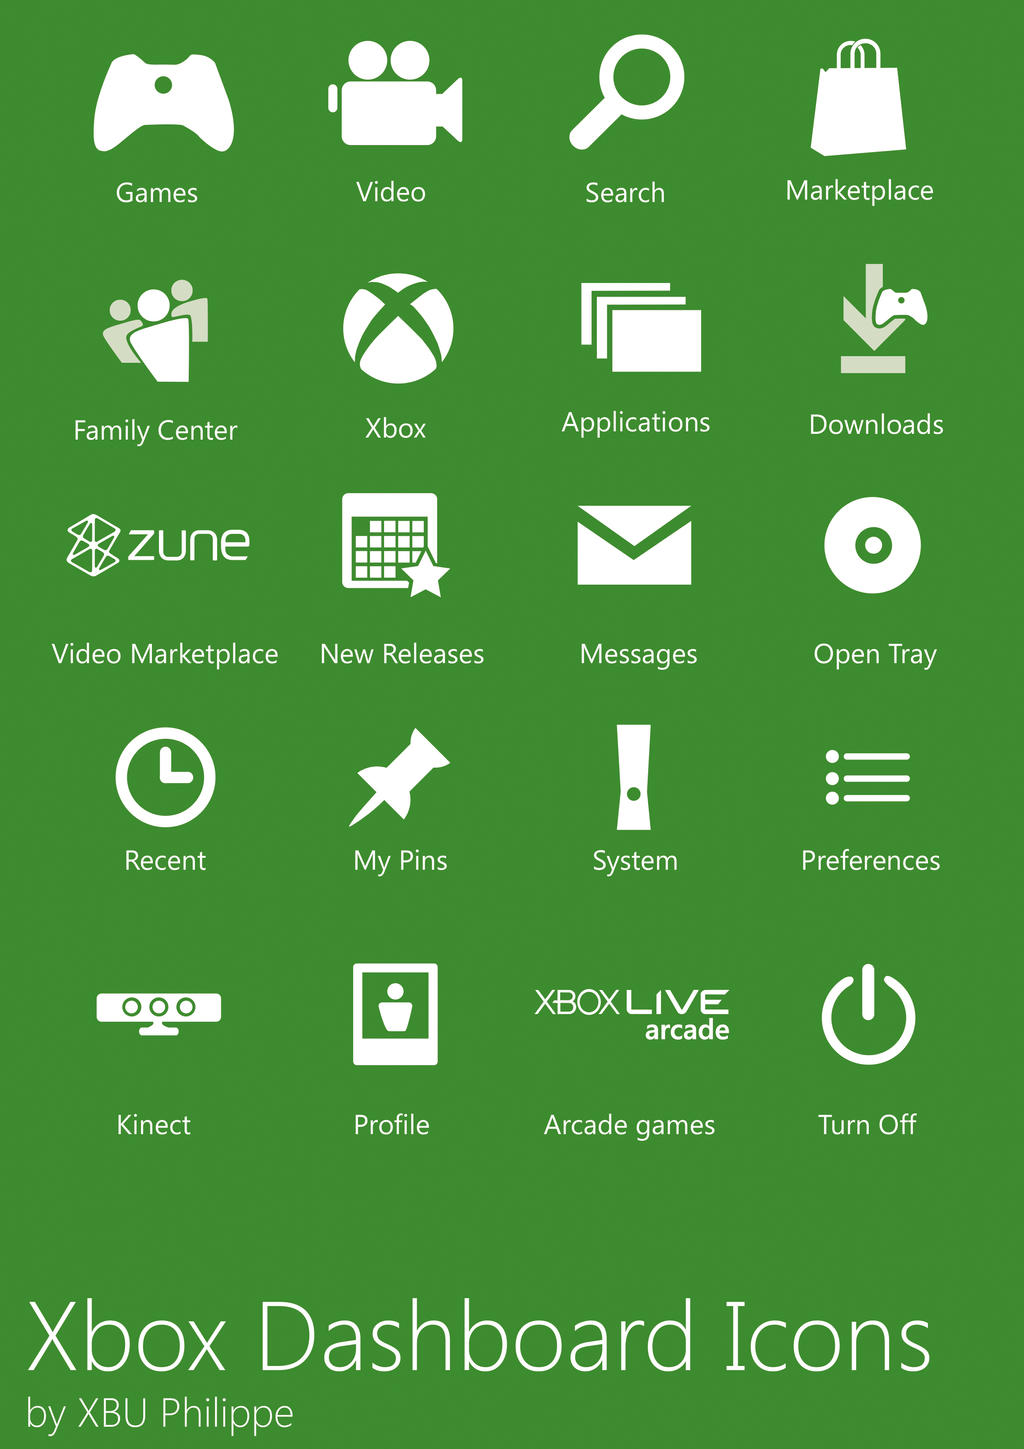 Games
Video
Search
Marketplace
Family Center
Xbox
Applications
Downloads
zune
Video Marketplace
New Releases
Messages
Open Tray
Recent
My Pins
System
Preferences
XBOX LIVE
arcade
Kinect
Profile
Arcade games
Turn Off
Xbox Dashboard Icons
by XBU Philippe